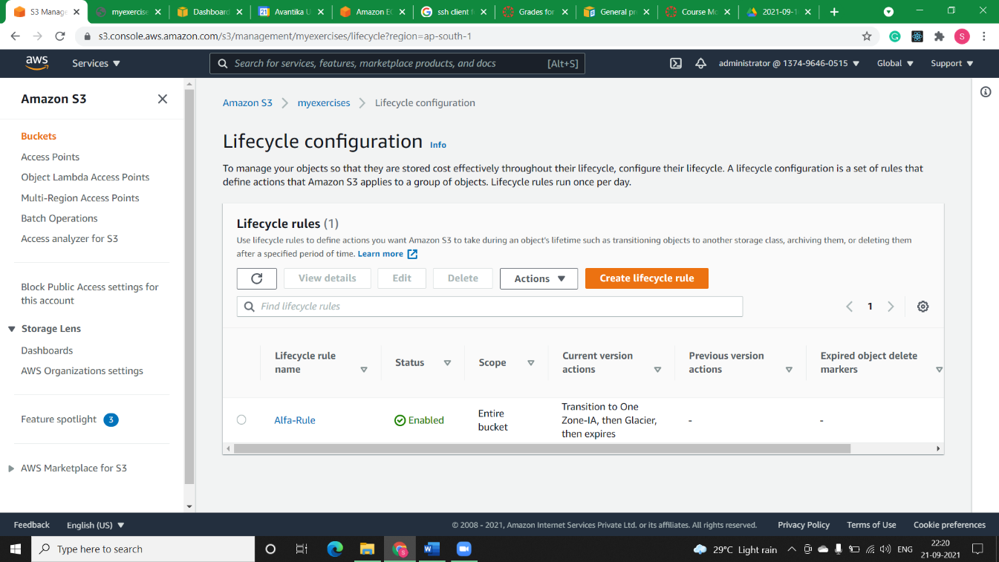 S3 Manage
myexercise
Dashboard
Avantika U
Amazon EC
ssh client f
Grades for
General pr
Course Mo
2021-09-1
s3.console.aws.amazon.com/s3/management/myexercises/lifecycle?region=ap-south-1
S
aws
Services
Search for services, features, marketplace products, and docs
[Alt+S]
administrator @ 1374-9646-0515
Global
Support
Amazon S3
Buckets
Access Points
Object Lambda Access Points
Multi-Region Access Points
Batch Operations
Access analyzer for S3
Block Public Access settings for
this account
Storage Lens
Dashboards
AWS Organizations settings
Feature spotlight 3
AWS Marketplace for S3
Amazon S3 > myexercises > Lifecycle configuration
Lifecycle configuration Info
To manage your objects so that they are stored cost effectively throughout their lifecycle, configure their lifecycle. A lifecycle configuration is a set of rules that
define actions that Amazon S3 applies to a group of objects. Lifecycle rules run once per day.
Lifecycle rules (1)
Use lifecycle rules to define actions you want Amazon S3 to take during an object's lifetime such as transitioning objects to another storage class, archiving them, or deleting them
after a specified period of time. Learn more
View details
Edit
Delete
Actions
Create lifecycle rule
Find lifecycle rules
1
Lifecycle rule
name
Status
Scope
Current version
actions
Previous version
actions
Expired object delete
markers
Alfa-Rule
Enabled
Entire
bucket
Transition to One
Zone-IA, then Glacier,
then expires
-
-
Feedback
English (US)
© 2008 - 2021, Amazon Internet Services Private Ltd. or its affiliates. All rights reserved.
Privacy Policy
Terms of Use
Cookie preferences
Type here to search
29°C Light rain
ENG
22:20
21-09-2021